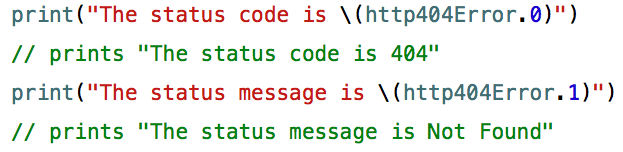 print("The status code is \(http404Error.0)")
// prints "The status code is 404"
print("The status message is \(http404Error.1)")
// prints "The status message is Not Found"